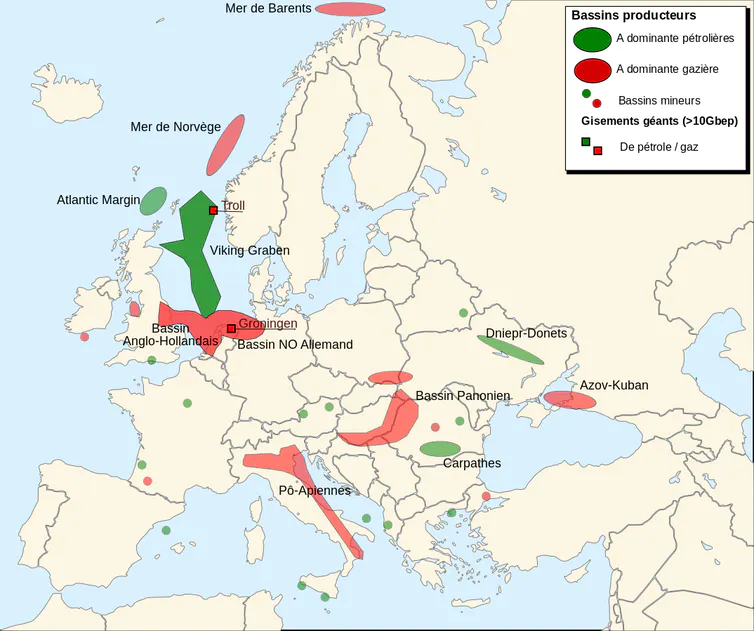 Mer de Barents
Bassins producteurs
A dominante pétrolières
A dominante gazière
Bassins mineurs
Gisements géants (>10Gbep)
De pétrole / gaz
Mer de Norvège
Atlantic Margin
Troll
Viking Graben
Groningen
Bassin
Anglo-Hollandais
Bassin NO Allemand
Dniepr-Donets
Azov-Kuban
Bassin Panonien
Carpathes
Pô-Apiennes